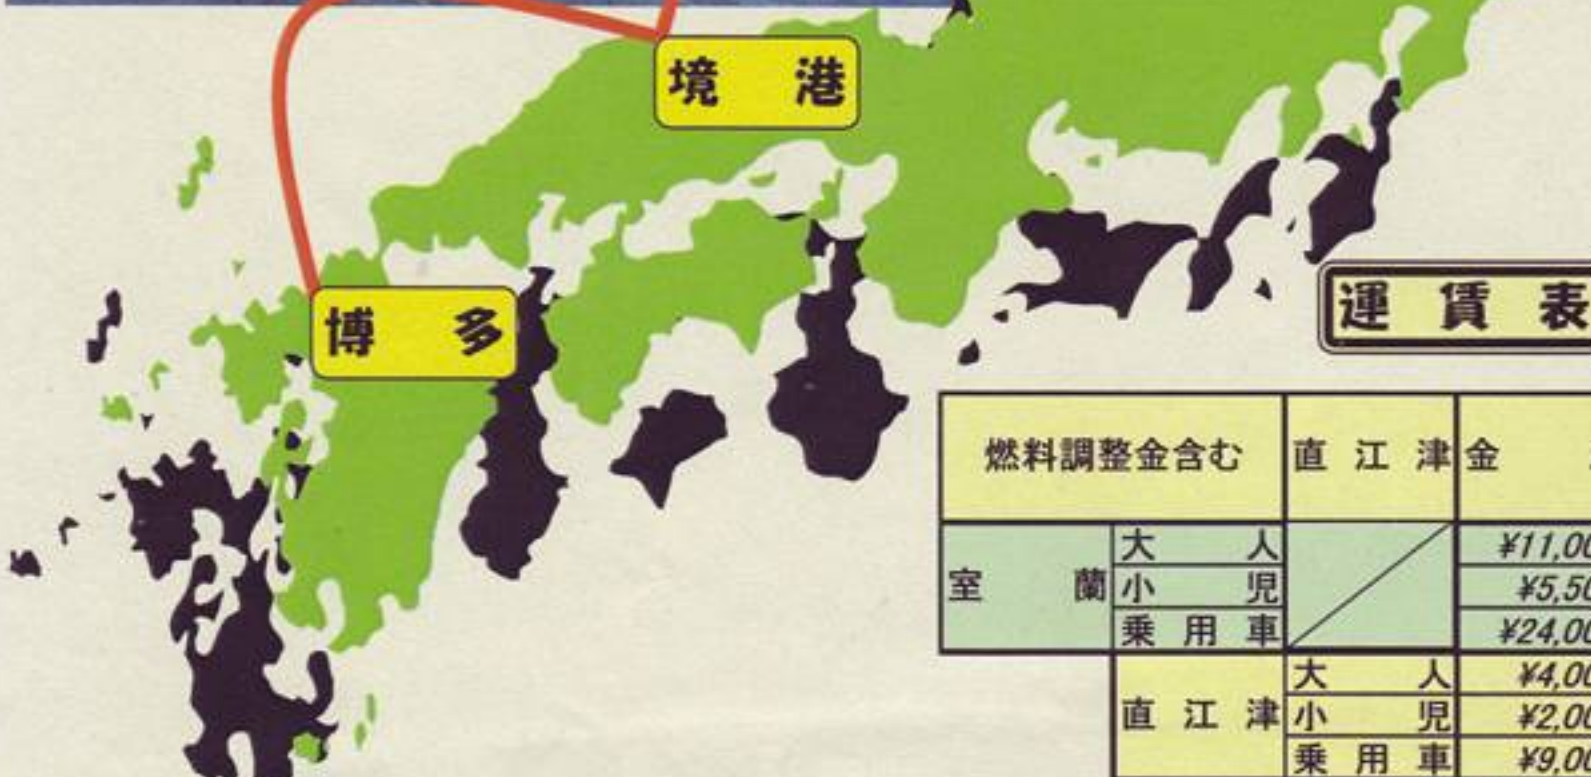 境港
博多
運賃表
燃料調整金含む 直江津 金
室蘭 大人 ¥11,00
小児 ¥5,50
乗用車 ¥24,00
直江津 大人 ¥4,00
小児 ¥2,00
乗用車 ¥9,00